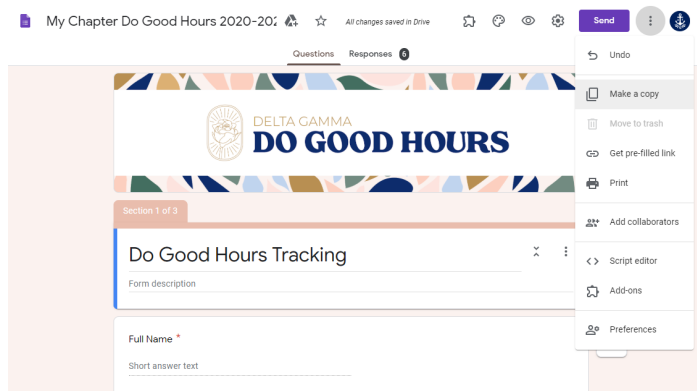 My Chapter Do Good Hours 2020-202
All changes saved in Drive
Send
Questions Responses 6
Undo
Make a copy
Move to trash
Get pre-filled link
Print
Add collaborators
Script editor
Add-ons
Preferences
DELTA GAMMA
DO GOOD HOURS
Section 1 of 3
Do Good Hours Tracking
Form description
Full Name *
Short answer text